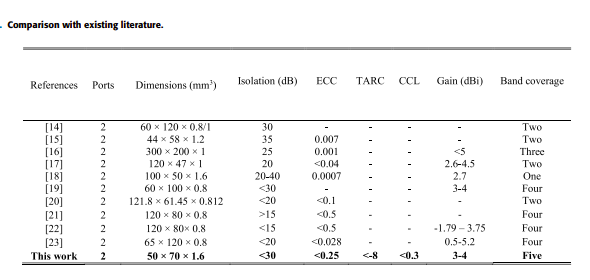 . Comparison with existing literature.
References Ports Dimensions (mm³) Isolation (dB) ECC TARC CCL Gain (dBi) Band coverage
[14] 2 60 × 120 × 0.8/1 30 - - - - Two
[15] 2 44 × 58 × 1.2 35 0.007 - - - Two
[16] 2 300 × 200 × 1 25 0.001 - - <5 Three
[17] 2 120 × 47 × 1 20 <0.04 - - 2.6-4.5 Two
[18] 2 100 × 50 × 1.6 20-40 0.0007 - - 2.7 One
[19] 2 60 × 100 × 0.8 <30 - - - 3-4 Four
[20] 2 121.8 × 61.45 × 0.812 <20 <0.1 - - - Two
[21] 2 120 × 80 × 0.8 >15 <0.5 - - - Four
[22] 2 120 × 80× 0.8 <15 <0.5 - - -1.79 – 3.75 Four
[23] 2 65 × 120 × 0.8 <20 <0.028 - - 0.5-5.2 Four
This work 2 50 × 70 × 1.6 <30 <0.25 <-8 <0.3 3-4 Five